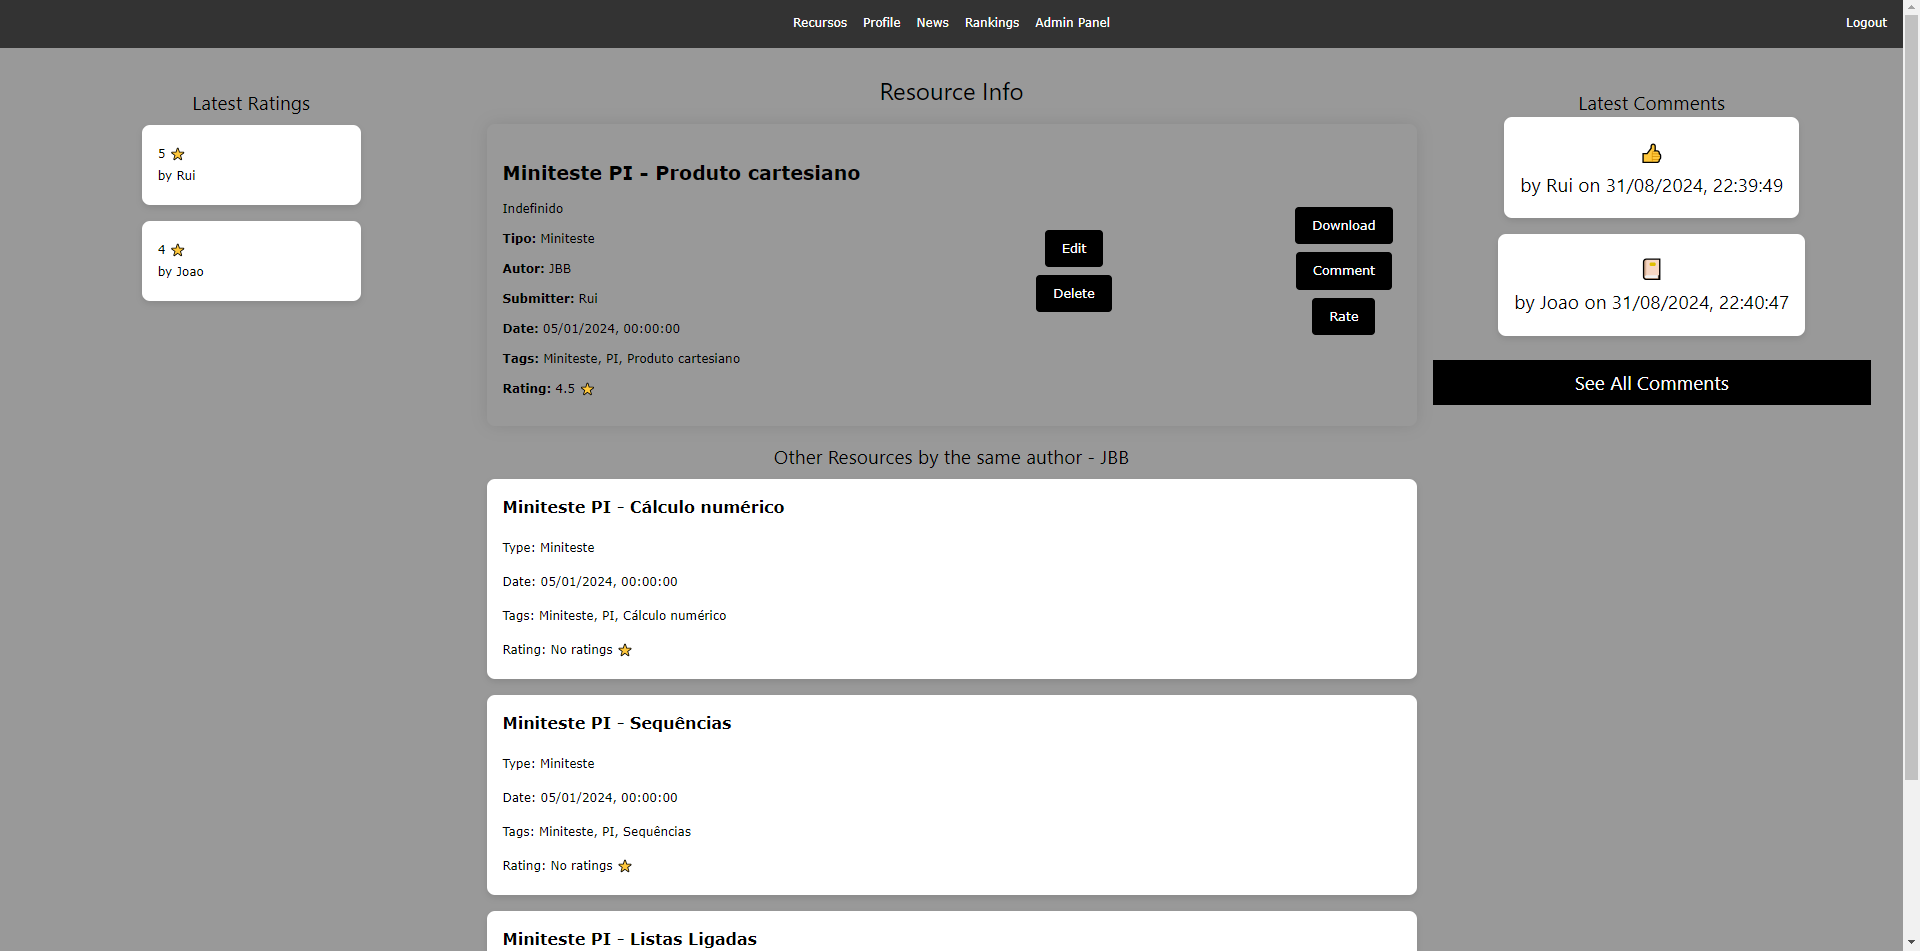 Recursos Profile News Rankings Admin Panel Logout
Latest Ratings
5 ⭐
by Rui
4 ⭐
by Joao
Resource Info
Miniteste PI - Produto cartesiano
Indefinido
Tipo: Miniteste
Autor: JBB
Submitter: Rui
Date: 05/01/2024, 00:00:00
Tags: Miniteste, PI, Produto cartesiano
Rating: 4.5 ⭐
Edit
Delete
Download
Comment
Rate
Other Resources by the same author - JBB
Miniteste PI - Cálculo numérico
Type: Miniteste
Date: 05/01/2024, 00:00:00
Tags: Miniteste, PI, Cálculo numérico
Rating: No ratings ⭐
Miniteste PI - Sequências
Type: Miniteste
Date: 05/01/2024, 00:00:00
Tags: Miniteste, PI, Sequências
Rating: No ratings ⭐
Miniteste PI - Listas Ligadas
Latest Comments
👍
by Rui on 31/08/2024, 22:39:49
by Joao on 31/08/2024, 22:40:47
See All Comments